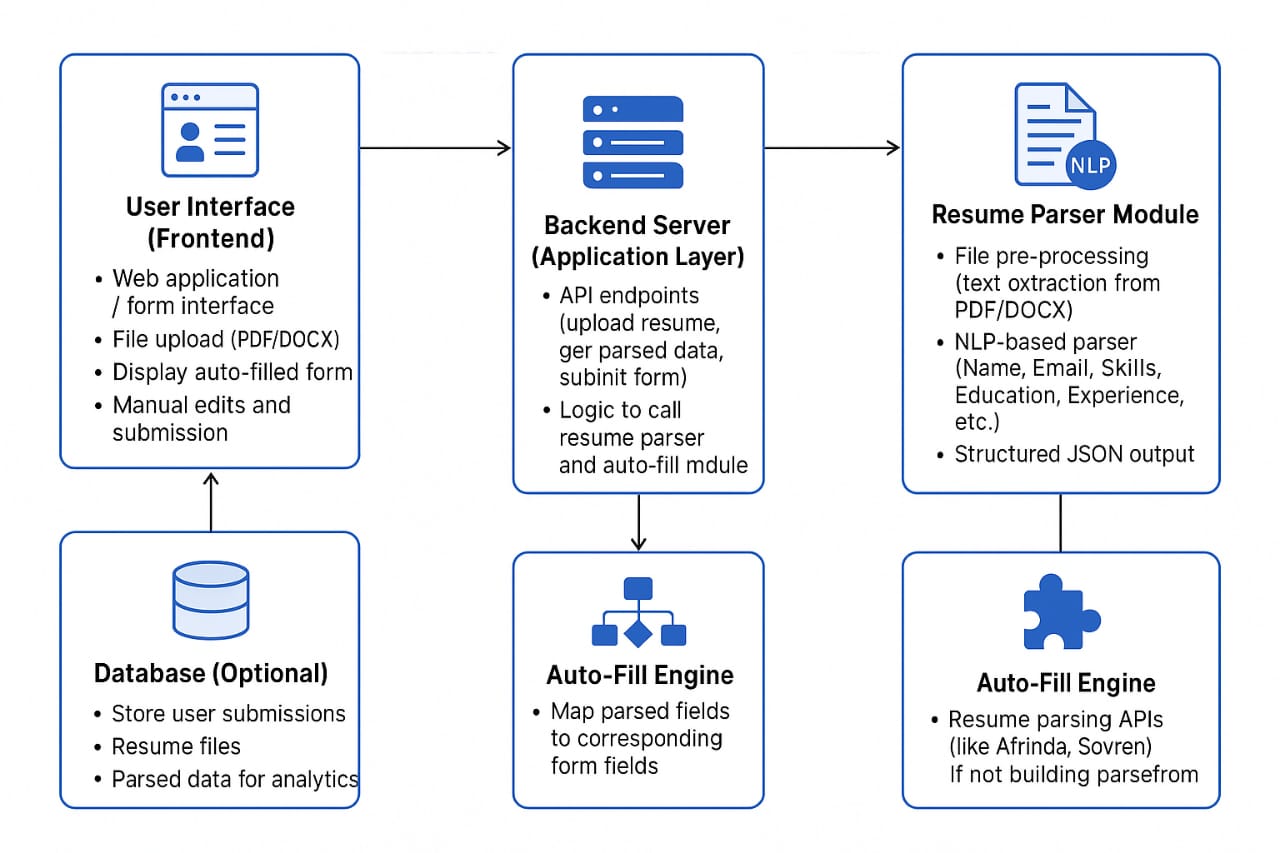 User Interface
(Frontend)
• Web application
/ form interface
• File upload (PDF/DOCX)
• Display auto-filled form
• Manual edits and
submission
Backend Server
(Application Layer)
• API endpoints
(upload resume,
ger parsed data,
subinit form)
• Logic to call
resume parser
and auto-fill mdule
NLP
Resume Parser Module
• File pre-processing
(text oxtraction from
PDF/DOCX)
• NLP-based parser
(Name, Email, Skills,
Education, Experience,
etc.)
• Structured JSON output
Database (Optional)
• Store user submissions
• Resume files
• Parsed data for analytics
Auto-Fill Engine
• Map parsed fields
to corresponding
form fields
Auto-Fill Engine
• Resume parsing APIs
(like Afrinda, Sovren)
If not building parsefrom